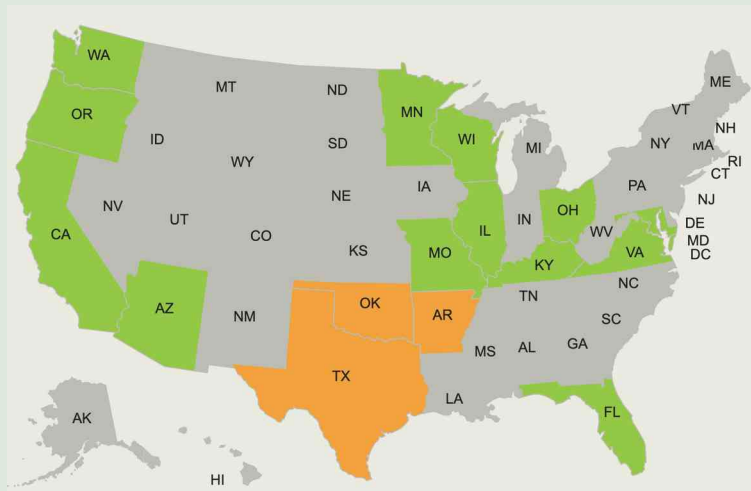 WA
MT
ND
MN
ME
VT
NH
OR
ID
SD
WI
MI
NY
MA
RI
WY
CT
NE
IA
PA
NJ
NV
UT
CO
IL
IN
OH
WV
DE
MD
DC
CA
KS
MO
KY
VA
AZ
NM
OK
AR
TN
NC
SC
MS
AL
GA
TX
LA
FL
AK
HI